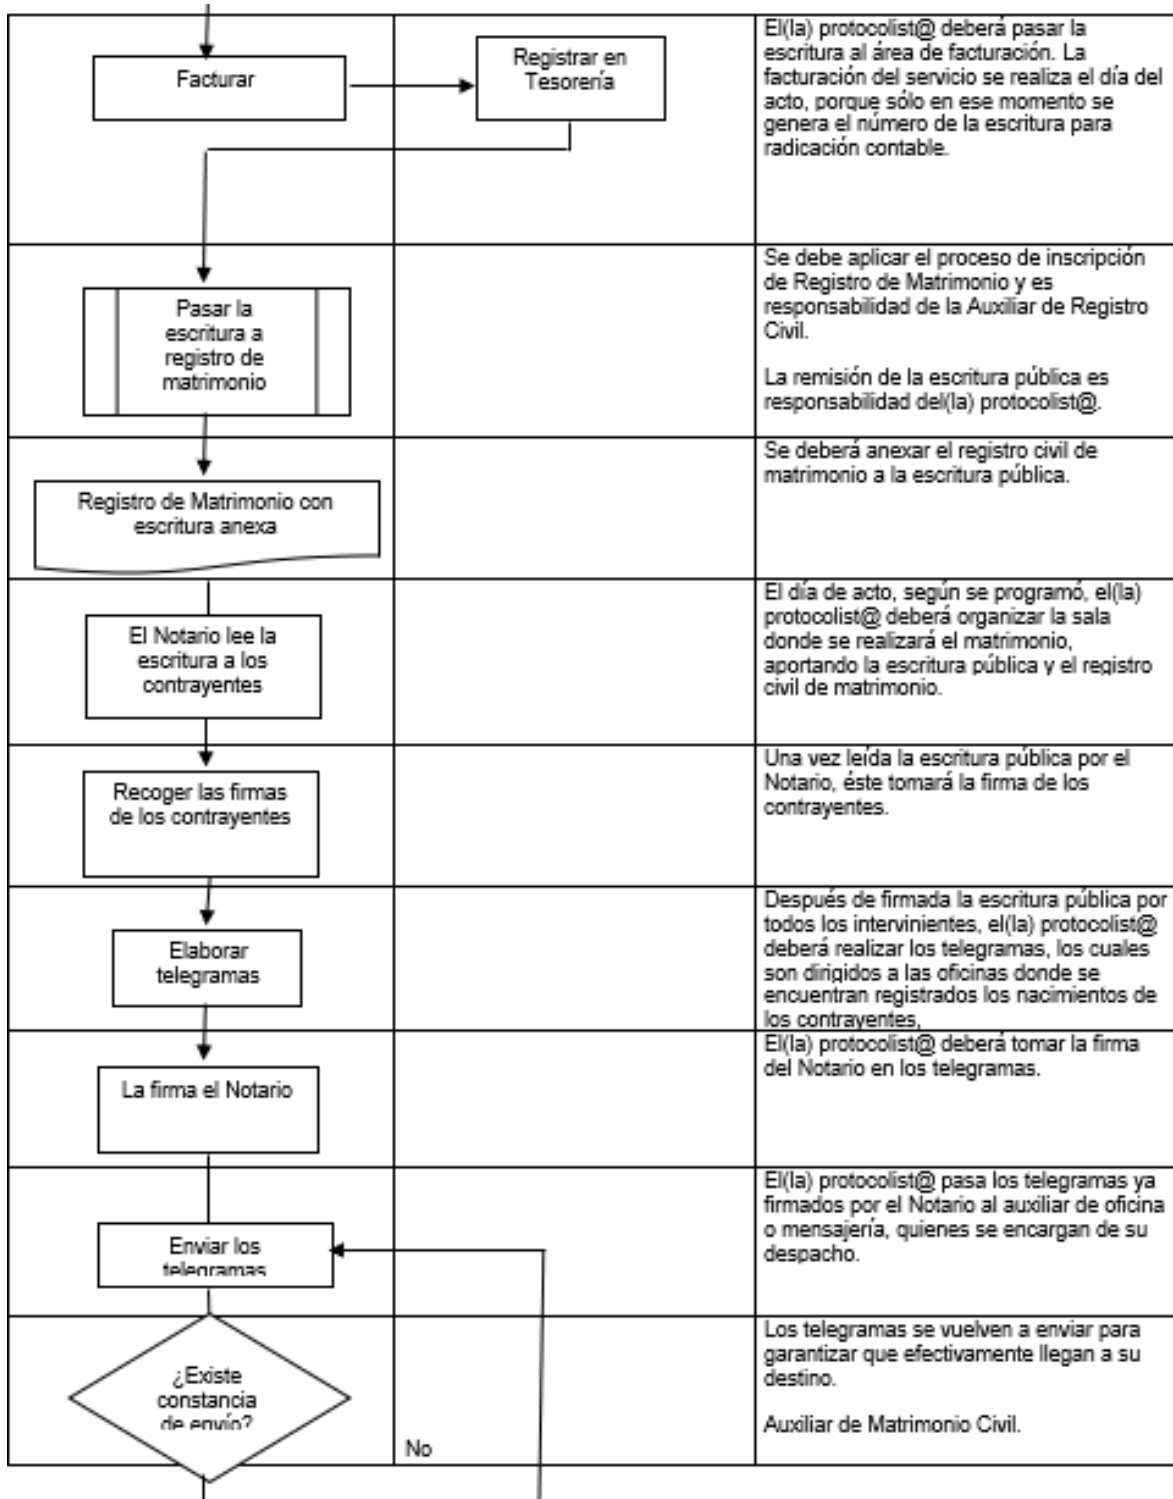 Facturar
Registrar en
Tesorería
El(la) protocolist@ deberá pasar la
escritura al área de facturación. La
facturación del servicio se realiza el día del
acto, porque sólo en ese momento se
genera el número de la escritura para
radicación contable.
Pasar la
escritura a
registro de
matrimonio
Se debe aplicar el proceso de inscripción
de Registro de Matrimonio y es
responsabilidad de la Auxiliar de Registro
Civil.
La remisión de la escritura pública es
responsabilidad del(la) protocolist@.
Registro de Matrimonio con
escritura anexa
Se deberá anexar el registro civil de
matrimonio a la escritura pública.
El Notario lee la
escritura a los
contrayentes
El día de acto, según se programó, el(la)
protocolist@ deberá organizar la sala
donde se realizará el matrimonio,
aportando la escritura pública y el registro
civil de matrimonio.
Recoger las firmas
de los contrayentes
Una vez leída la escritura pública por el
Notario, éste tomará la firma de los
contrayentes.
Elaborar
telegramas
Después de firmada la escritura pública por
todos los intervinientes, el(la) protocolist@
deberá realizar los telegramas, los cuales
son dirigidos a las oficinas donde se
encuentran registrados los nacimientos de
los contrayentes,
La firma el Notario
El(la) protocolist@ deberá tomar la firma
del Notario en los telegramas.
Enviar los
telegramas
El(la) protocolist@ pasa los telegramas ya
firmados por el Notario al auxiliar de oficina
o mensajería, quienes se encargan de su
despacho.
¿Existe
constancia
de envío?
No
Los telegramas se vuelven a enviar para
garantizar que efectivamente llegan a su
destino.
Auxiliar de Matrimonio Civil.